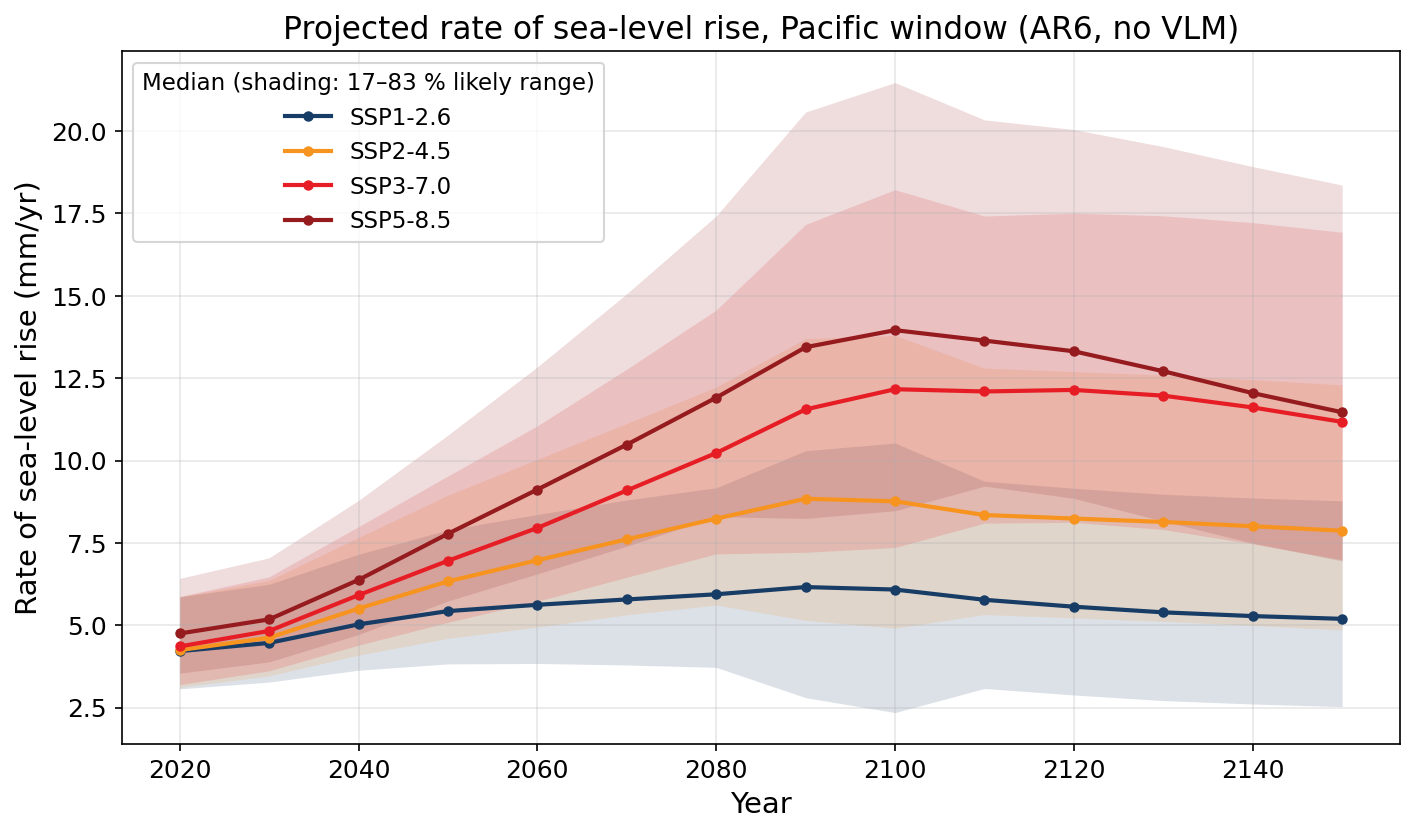 Projected rate of sea-level rise, Pacific window (AR6, no VLM)
Median (shading: 17–83 % likely range)
SSP1-2.6
SSP2-4.5
SSP3-7.0
SSP5-8.5
Rate of sea-level rise (mm/yr)
20.0
17.5
15.0
12.5
10.0
7.5
5.0
2.5
2020 2040 2060 2080 2100 2120 2140
Year